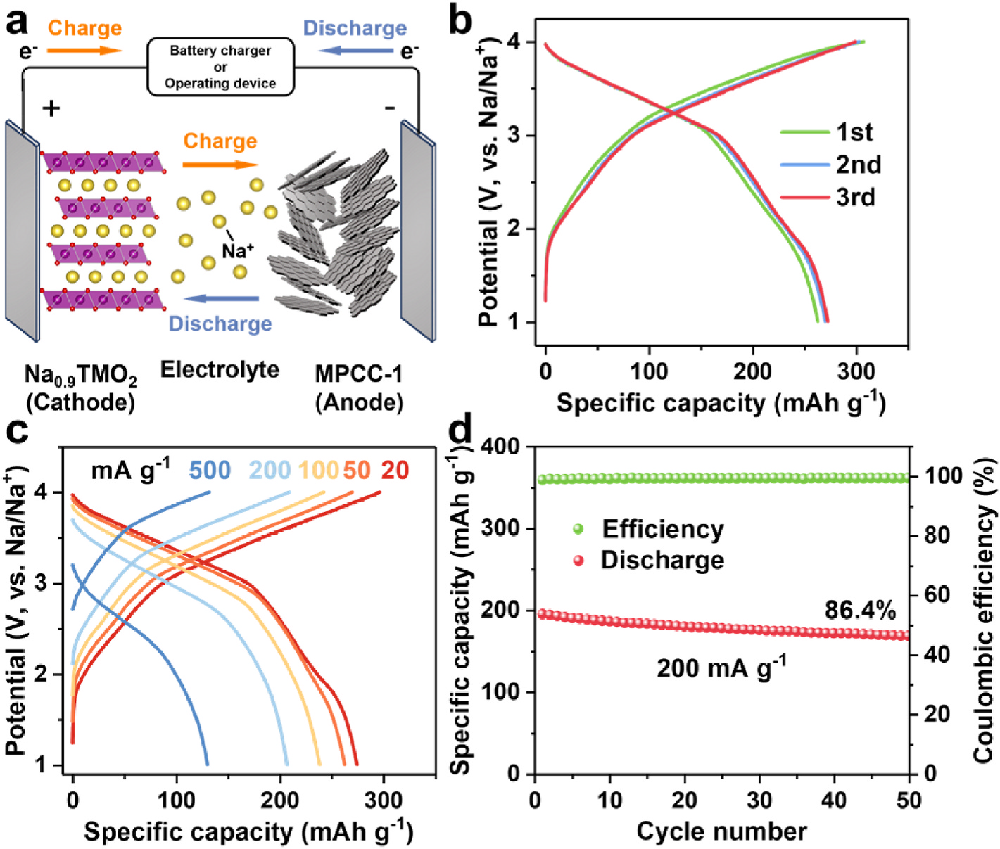 a
Charge
Discharge
e-
e-
Battery charger
or
Operating device
+
-
Charge
Na+
Discharge
Na0.9TMO2
(Cathode)
Electrolyte
MPCC-1
(Anode)
b
Potential (V, vs. Na/Na+)
4
3
2
1
1st
2nd
3rd
0
100
200
300
Specific capacity (mAh g-1)
c
Potential (V, vs. Na/Na+)
mA g-1 500 200 100 50 20
4
3
2
1
0
100
200
300
Specific capacity (mAh g-1)
d
Specific capacity (mAh g-1)
400
300
200
100
0
Efficiency
Discharge
86.4%
200 mA g-1
100
80
60
40
20
0
Coulombic efficiency (%)
0
10
20
30
40
50
Cycle number